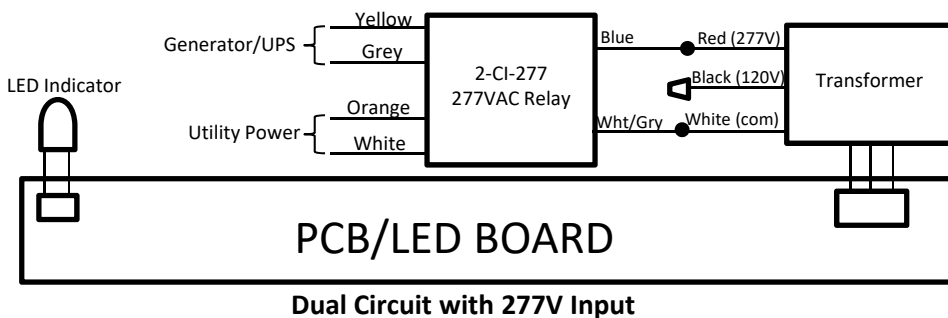 Yellow
Generator/UPS
Grey
LED Indicator
Orange
Utility Power
White
2-CI-277
277VAC Relay
Blue
Red (277V)
Black (120V)
Wht/Gry
White (com)
Transformer
PCB/LED BOARD
Dual Circuit with 277V Input